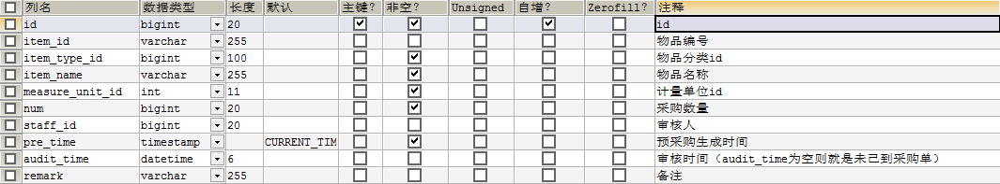 列名 数据类型 长度 默认 主键? 非空? Unsigned 自增? Zerofill? 注释
id bigint 20 id
item_id varchar 255 物品编号
item_type_id bigint 100 物品分类id
item_name varchar 255 物品名称
measure_unit_id int 11 计量单位id
num bigint 20 采购数量
staff_id bigint 20 审核人
pre_time timestamp CURRENT_TIM 预采购生成时间
audit_time datetime 6 审核时间（audit_time为空则就是未己到采购单）
remark varchar 255 备注